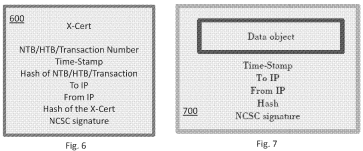 600
X-Cert
NTB/HTB/Transaction Number
Time-Stamp
Hash of NTB/HTB/Transaction
To IP
From IP
Hash of the X-Cert
NCSC signature
Fig. 6
Data object
Time-Stamp
To IP
From IP
700
Hash
NCSC signature
Fig. 7